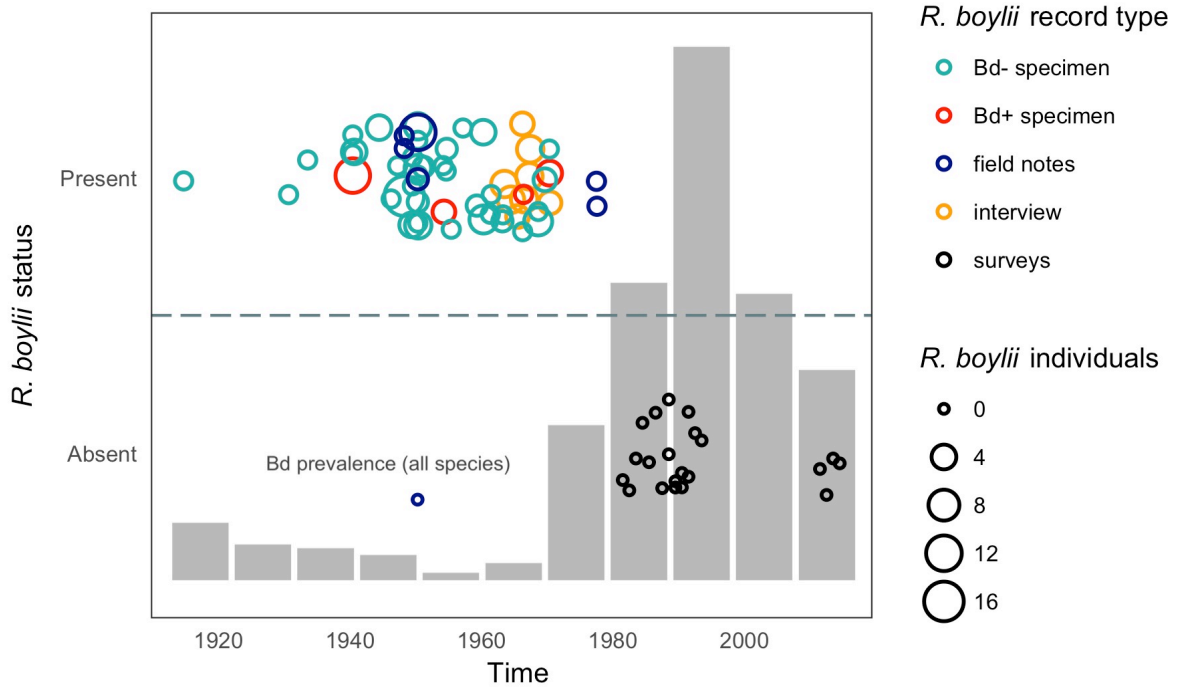 R. boylii status
Present
Absent
Bd prevalence (all species)
1920 1940 1960 1980 2000
Time
R. boylii record type
Bd- specimen
Bd+ specimen
field notes
interview
surveys
R. boylii individuals
0
4
8
12
16